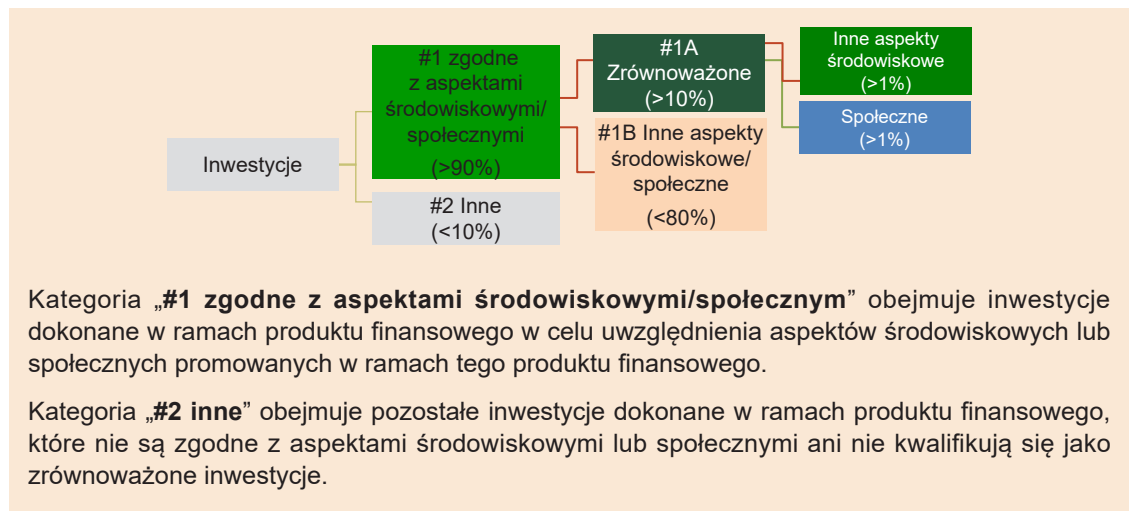 Inwestycje
#1 zgodne
z aspektami
środowiskowymi/
społecznymi
(>90%)
#2 Inne
(<10%)
#1A
Zrównoważone
(>10%)
#1B Inne aspekty
środowiskowe/
społeczne
(<80%)
Inne aspekty
środowiskowe
(>1%)
Społeczne
(>1%)
Kategoria „#1 zgodne z aspektami środowiskowymi/społecznym” obejmuje inwestycje
dokonane w ramach produktu finansowego w celu uwzględnienia aspektów środowiskowych lub
społecznych promowanych w ramach tego produktu finansowego.
Kategoria „#2 inne” obejmuje pozostałe inwestycje dokonane w ramach produktu finansowego,
które nie są zgodne z aspektami środowiskowymi lub społecznymi ani nie kwalifikują się jako
zrównoważone inwestycje.